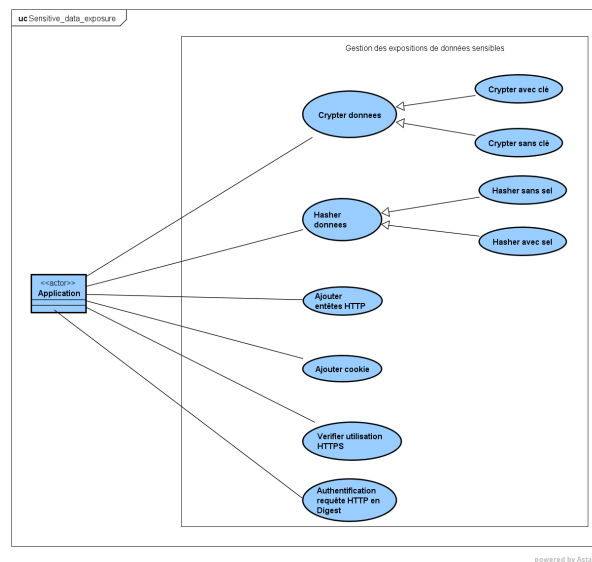 uc Sensitive_data_exposure
Gestion des expositions de données sensibles
Crypter donnees
Crypter avec clè
Crypter sans clè
Hasher
donnees
Hasher sans sel
Hasher avec sel
<<actor>>
Application
Ajouter
entêtes HTTP
Ajouter cookie
Verifier utilisation
HTTPS
Authentification
requête HTTP en
Digest
powered by Asta